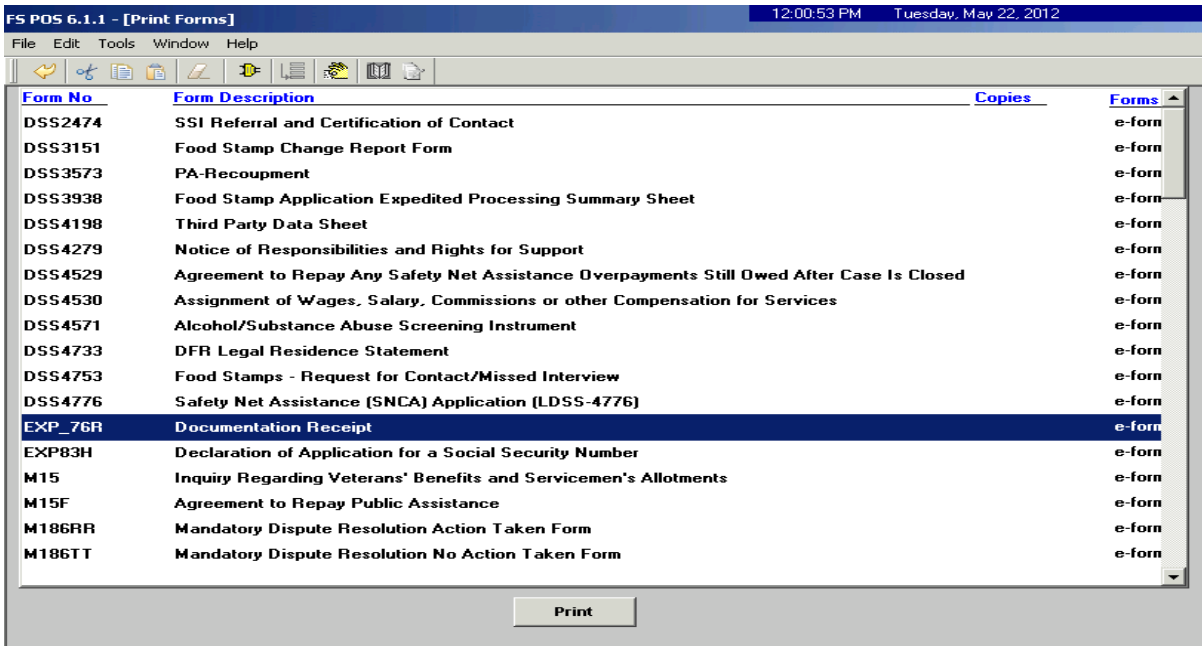 FS POS 6.1.1 - [Print Forms] 12:00:53 PM Tuesday, May 22, 2012
File Edit Tools Window Help
Form No Form Description Copies Forms
DSS2474 SSI Referral and Certification of Contact e-form
DSS3151 Food Stamp Change Report Form e-form
DSS3573 PA-Recoupment e-form
DSS3938 Food Stamp Application Expedited Processing Summary Sheet e-form
DSS4198 Third Party Data Sheet e-form
DSS4279 Notice of Responsibilities and Rights for Support e-form
DSS4529 Agreement to Repay Any Safety Net Assistance Overpayments Still Owed After Case Is Closed e-form
DSS4530 Assignment of Wages, Salary, Commissions or other Compensation for Services e-form
DSS4571 Alcohol/Substance Abuse Screening Instrument e-form
DSS4733 DFR Legal Residence Statement e-form
DSS4753 Food Stamps - Request for Contact/Missed Interview e-form
DSS4776 Safety Net Assistance (SNCA) Application (LDSS-4776) e-form
EXP_76R Documentation Receipt e-form
EXP83H Declaration of Application for a Social Security Number e-form
M15 Inquiry Regarding Veterans' Benefits and Servicemen's Allotments e-form
M15F Agreement to Repay Public Assistance e-form
M186RR Mandatory Dispute Resolution Action Taken Form e-form
M186TT Mandatory Dispute Resolution No Action Taken Form e-form
Print